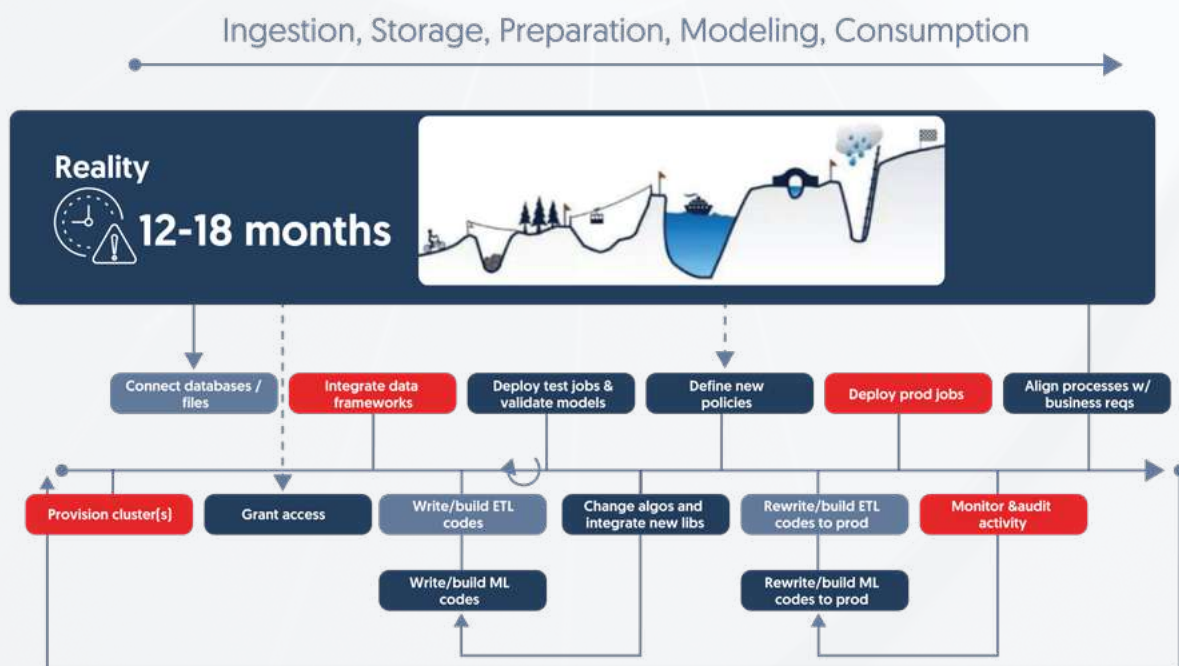 Ingestion, Storage, Preparation, Modeling, Consumption
Reality
12-18 months
Connect databases /
files
Integrate data
frameworks
Deploy test jobs &
validate models
Define new
policies
Deploy prod jobs
Align processes w/
business reqs
Provision cluster(s)
Grant access
Write/build ETL
codes
Change algos and
integrate new libs
Rewrite/build ETL
codes to prod
Monitor &audit
activity
Write/build ML
codes
Rewrite/build ML
codes to prod